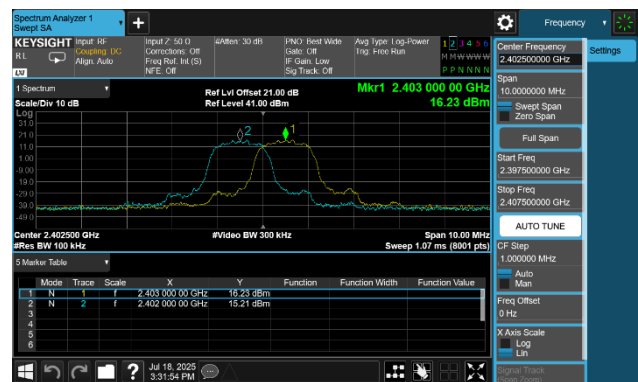 Spectrum Analyzer 1
Swept SA
+
Frequency
KEYSIGHT
RL
Input: RF
Coupling: DC
Align: Auto
Input Z: 50 Ω
Corrections: Off
Freq Ref: Int (S)
NFE: Off
#Atten: 30 dB
PNO: Best Wide
Gate: Off
IF Gain: Low
Sig Track: Off
Avg Type: Log-Power
Trig: Free Run
1 2 3 4 5 6
M M W W W W
P P N N N N
LXI
1 Spectrum
Scale/Div 10 dB
Ref Lvl Offset 21.00 dB
Ref Level 41.00 dBm
Mkr1 2.403 000 00 GHz
16.23 dBm
Log
31.0
21.0
11.0
1.00
-9.00
-19.0
-29.0
-39.0
-49.0
2
1
Center 2.402500 GHz
#Res BW 100 kHz
#Video BW 300 kHz
Span 10.00 MHz
Sweep 1.07 ms (8001 pts)
5 Marker Table
Mode Trace Scale X Y Function Function Width Function Value
1 N 1 f 2.403 000 00 GHz 16.23 dBm
2 N 2 f 2.402 000 00 GHz 15.21 dBm
3
4
5
6
Center Frequency
2.402500000 GHz
Settings
Span
10.0000000 MHz
Swept Span
Zero Span
Full Span
Start Freq
2.397500000 GHz
Stop Freq
2.407500000 GHz
AUTO TUNE
CF Step
1.000000 MHz
Auto
Man
Freq Offset
0 Hz
X Axis Scale
Log
Lin
Signal Track
(Span Zoom)
?
Jul 18, 2025
3:31:54 PM